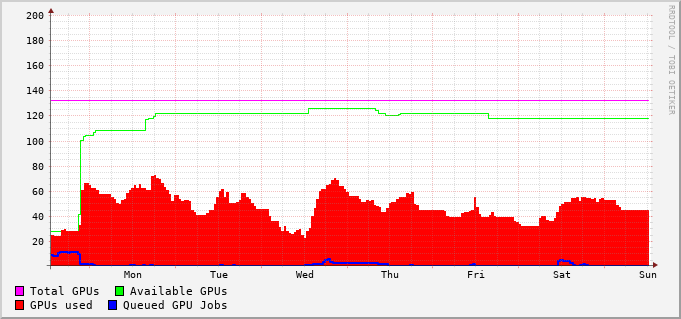 200
180
160
140
120
100
80
60
40
20
Mon Tue Wed Thu Fri Sat Sun
Total GPUs Available GPUs
GPUs used Queued GPU Jobs
RRDTOOL / TOBI OETIKER